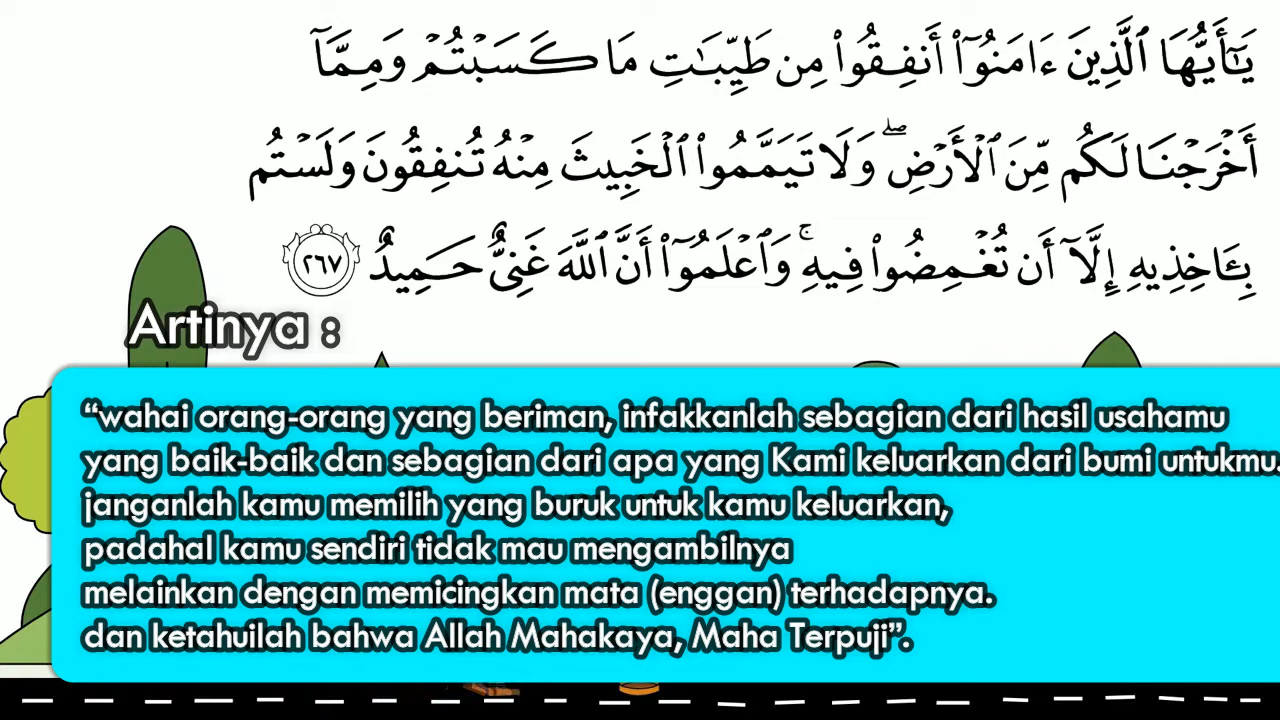 يَـٰٓأَيُّهَا ٱلَّذِينَ ءَامَنُوٓا۟ أَنفِقُوا۟ مِن طَيِّبَـٰتِ مَا كَسَبْتُمْ وَمِمَّآ
أَخْرَجْنَا لَكُم مِّنَ ٱلْأَرْضِ ۖ وَلَا تَيَمَّمُوا۟ ٱلْخَبِيثَ مِنْهُ تُنفِقُونَ وَلَسْتُم
بِـَٔاخِذِيهِ إِلَّآ أَن تُغْمِضُوا۟ فِيهِ ۚ وَٱعْلَمُوٓا۟ أَنَّ ٱللَّهَ غَنِىٌّ حَمِيدٌ ٢٦٧
Artinya :
“wahai orang-orang yang beriman, infakkanlah sebagian dari hasil usahamu
yang baik-baik dan sebagian dari apa yang Kami keluarkan dari bumi untukmu.
janganlah kamu memilih yang buruk untuk kamu keluarkan,
padahal kamu sendiri tidak mau mengambilnya
melainkan dengan memicingkan mata (enggan) terhadapnya.
dan ketahuilah bahwa Allah Mahakaya, Maha Terpuji”.